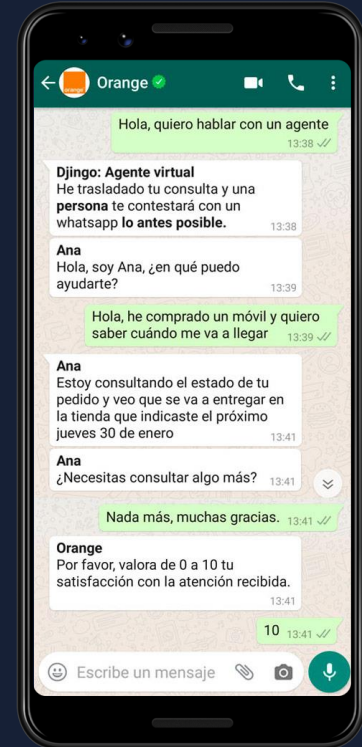 Orange
Hola, quiero hablar con un agente
13:38
Djingo: Agente virtual
He trasladado tu consulta y una
persona te contestará con un
whatsapp lo antes posible.
13:38
Ana
Hola, soy Ana, ¿en qué puedo
ayudarte?
13:39
Hola, he comprado un móvil y quiero
saber cuándo me va a llegar
13:39
Ana
Estoy consultando el estado de tu
pedido y veo que se va a entregar en
la tienda que indicaste el próximo
jueves 30 de enero
13:41
Ana
¿Necesitas consultar algo más?
13:41
Nada más, muchas gracias.
13:41
Orange
Por favor, valora de 0 a 10 tu
satisfacción con la atención recibida.
13:41
10
13:41
Escribe un mensaje